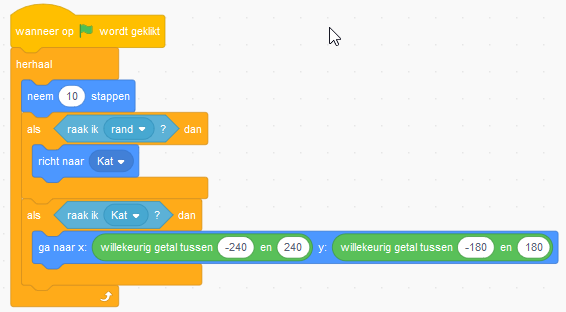 wanneer op wordt geklikt
herhaal
neem 10 stappen
als raak ik rand ? dan
richt naar Kat
als raak ik Kat ? dan
ga naar x: willekeurig getal tussen -240 en 240 y: willekeurig getal tussen -180 en 180